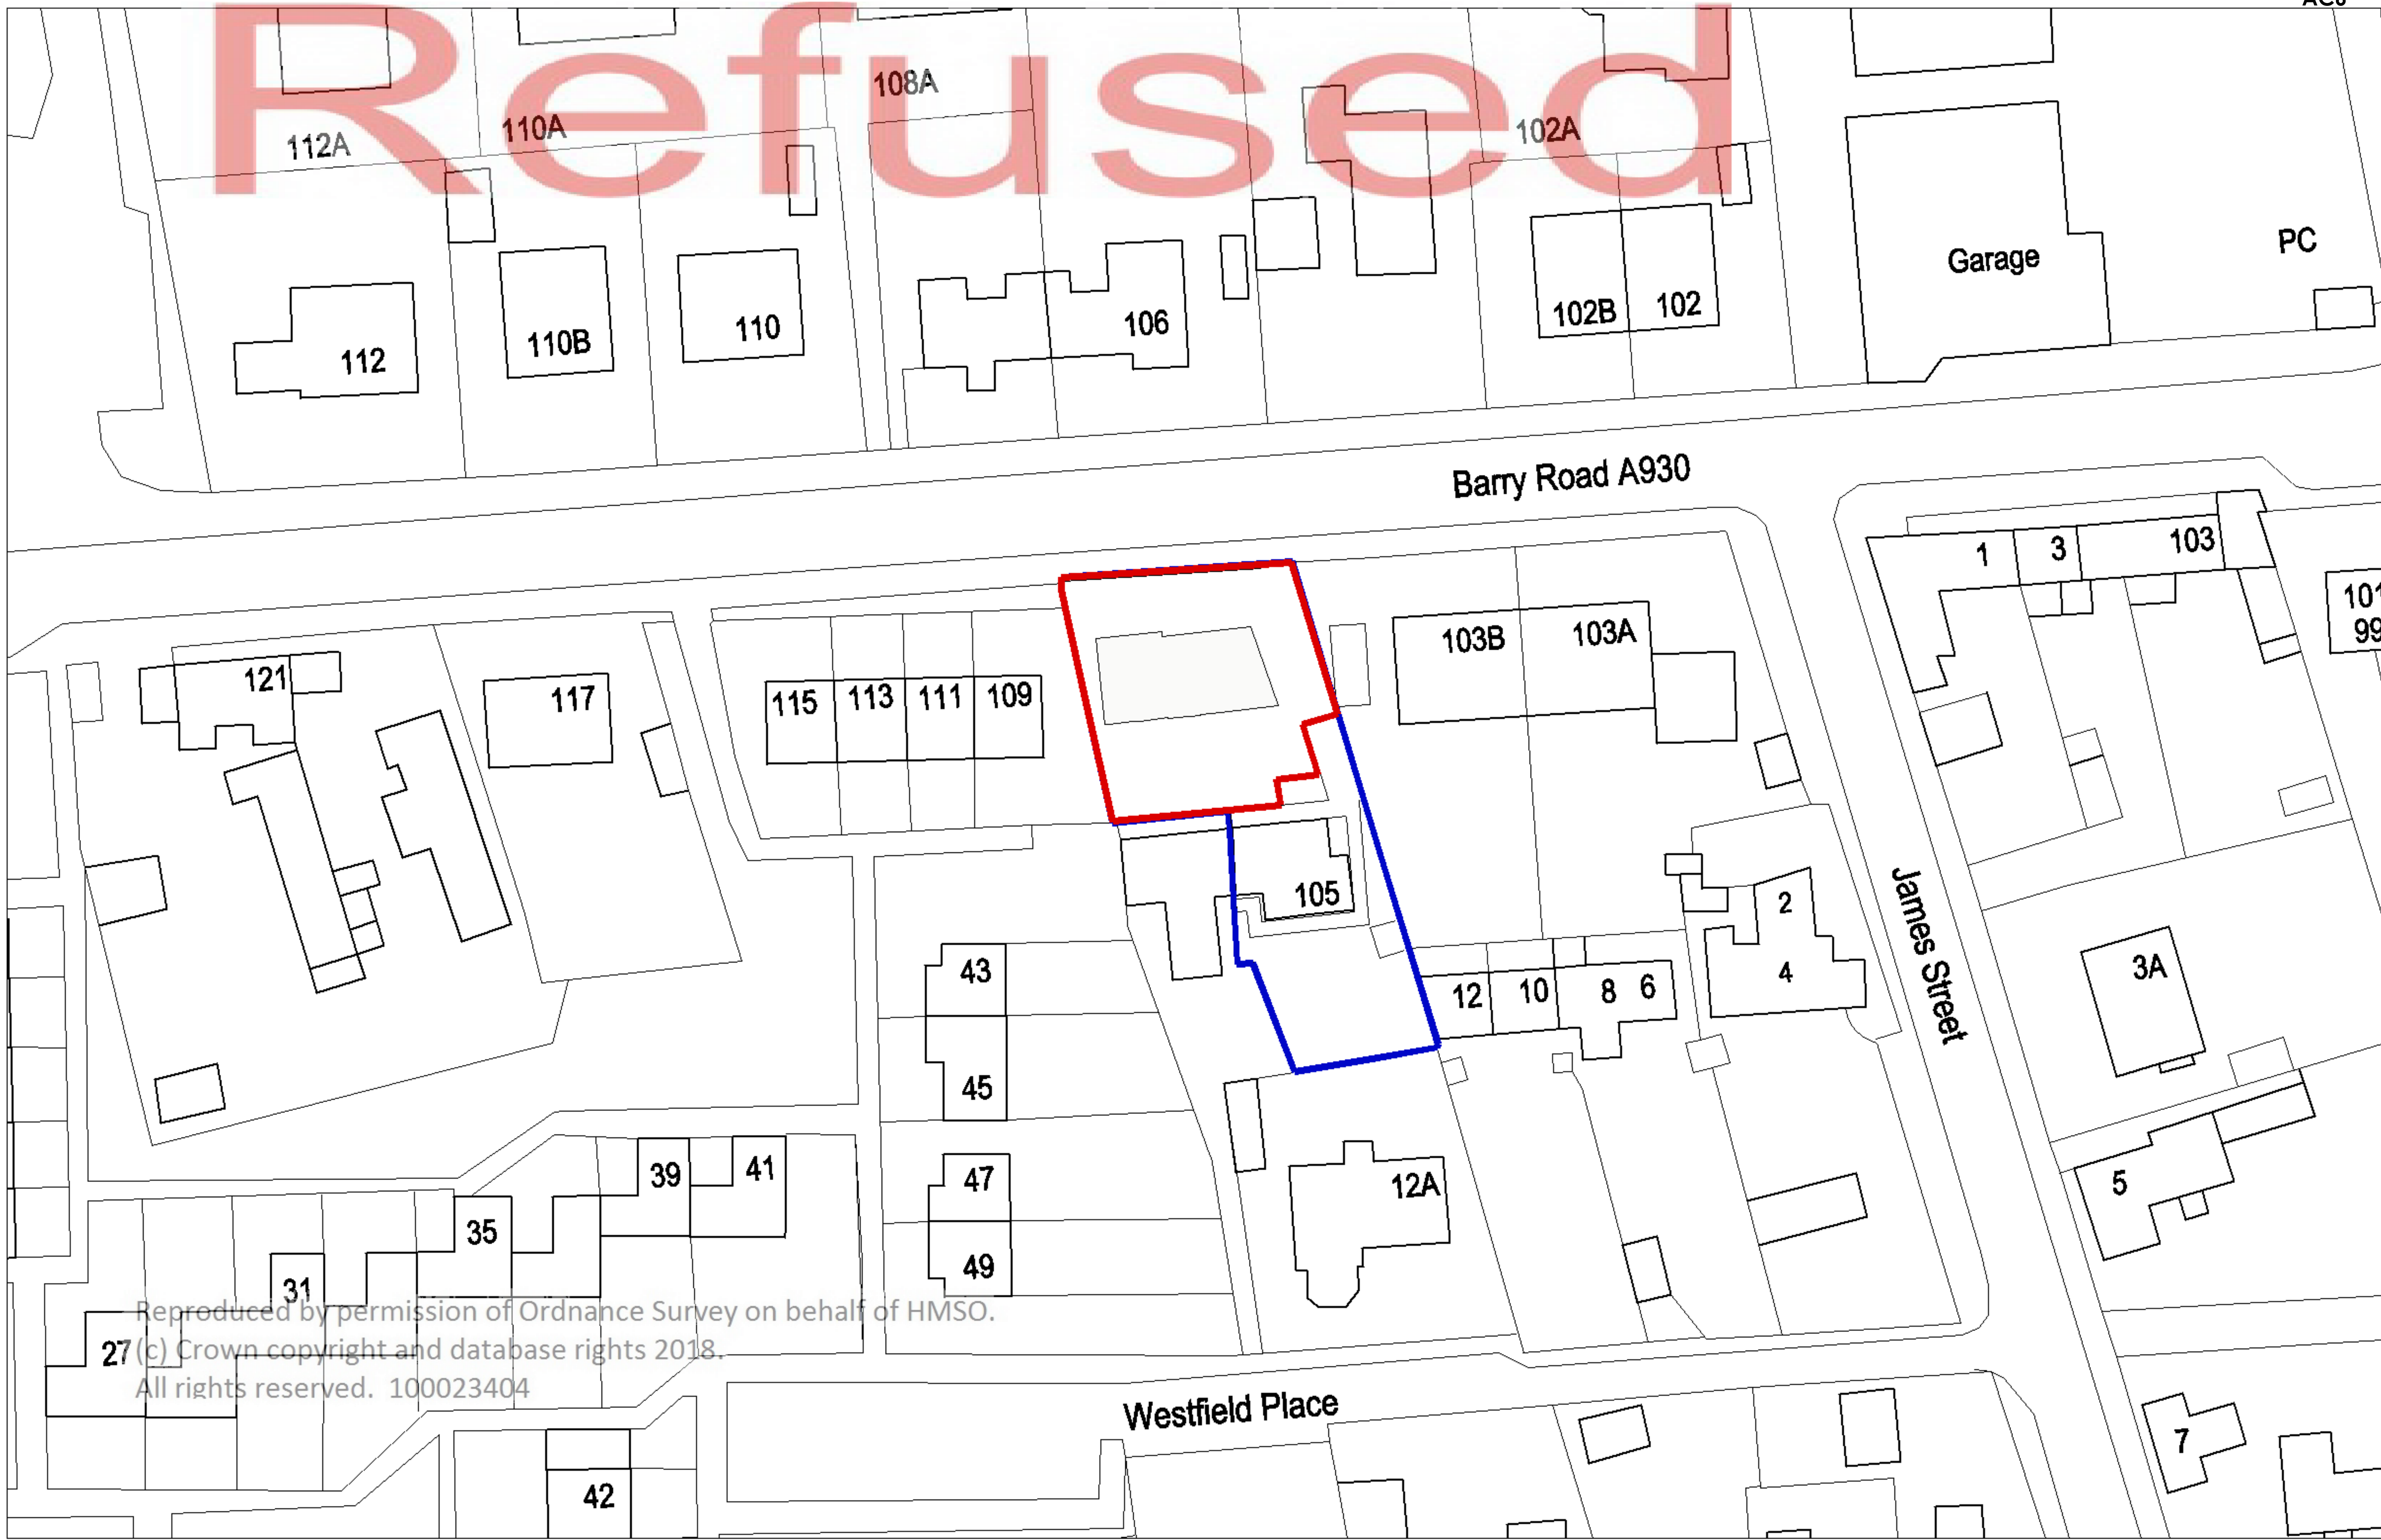 Refused
108A
110A
102A
112A
PC
Garage
102B
102
106
110
110B
112
Barry Road A930
1
3
103
101
99
103B
103A
121
117
115
113
111
109
105
2
4
43
12
10
8
6
3A
James Street
45
39
41
47
12A
5
35
49
31
Reproduced by permission of Ordnance Survey on behalf of HMSO.
27
(c) Crown copyright and database rights 2018.
All rights reserved. 100023404
Westfield Place
7
42